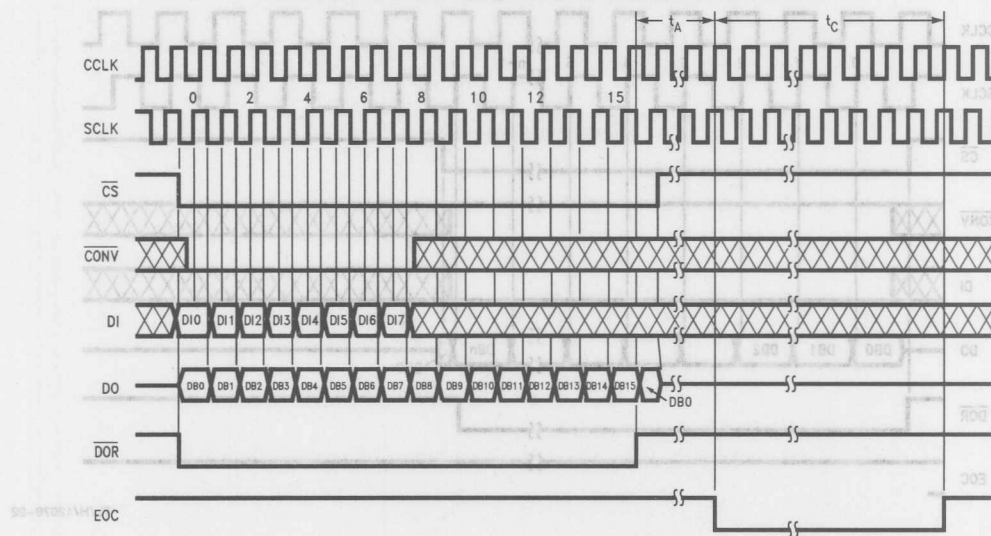 tA
tC
CCLK
0 2 4 6 8 10 12 15
SCLK
CS
CONV
DI DI0 DI1 DI2 DI3 DI4 DI5 DI6 DI7
DO DB0 DB1 DB2 DB3 DB4 DB5 DB6 DB7 DB8 DB9 DB10 DB11 DB12 DB13 DB14 DB15
DB0
DOR
EOC